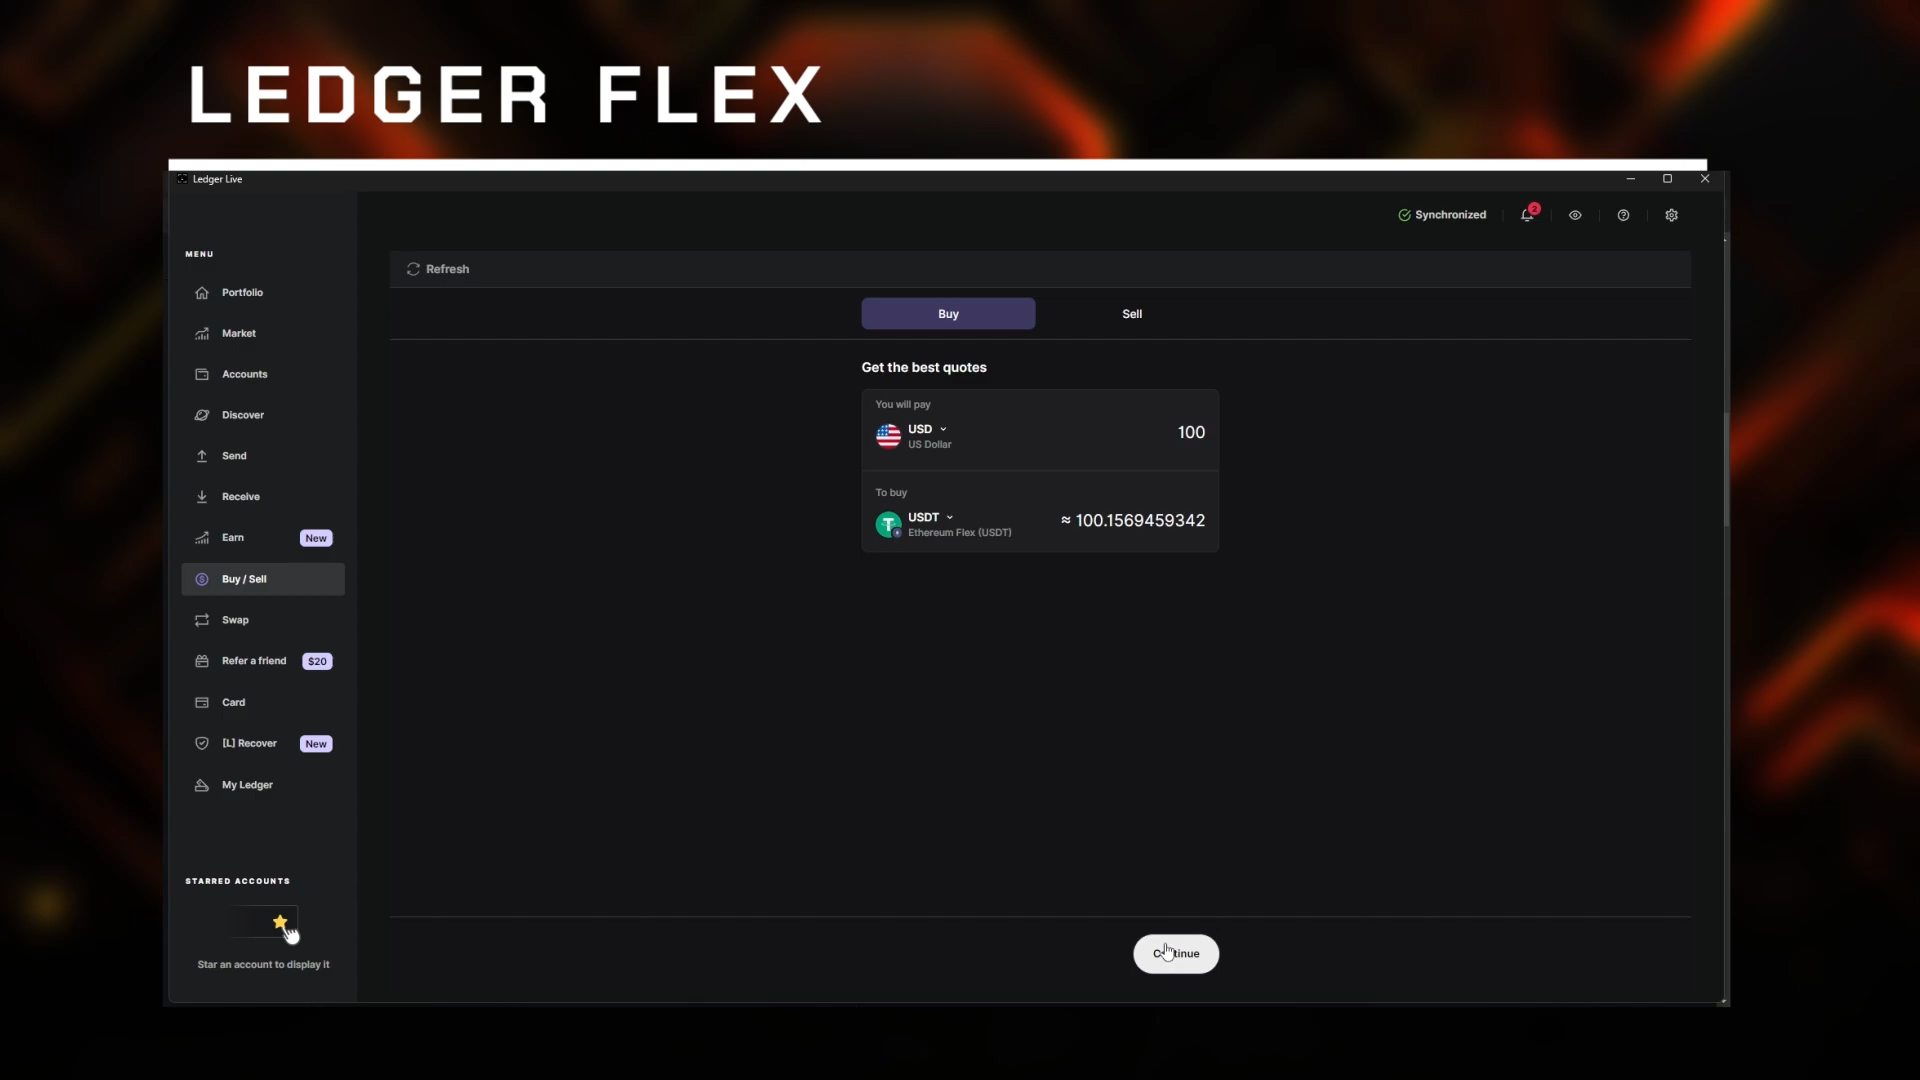 LEDGER FLEX
Ledger Live
Synchronized
2
MENU
Portfolio
Market
Accounts
Discover
Send
Receive
Earn New
Buy / Sell
Swap
Refer a friend $20
Card
[L] Recover New
My Ledger
STARRED ACCOUNTS
Star an account to display it
Refresh
Buy Sell
Get the best quotes
You will pay
USD
US Dollar
100
To buy
USDT
Ethereum Flex (USDT)
≈ 100.1569459342